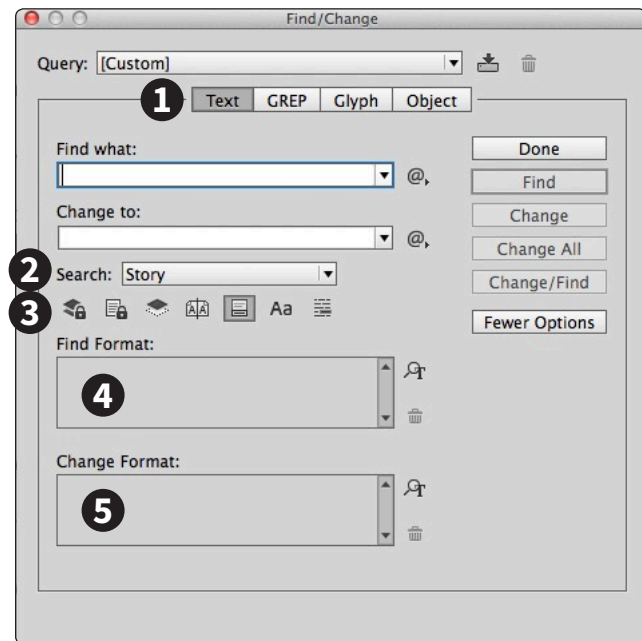 Find/Change
Query: [Custom]
1 Text GREP Glyph Object
Find what:
Done
@
Find
Change to:
Change
@
Change All
2 Search: Story
Change/Find
3 Aa
Fewer Options
Find Format:
4
Change Format:
5